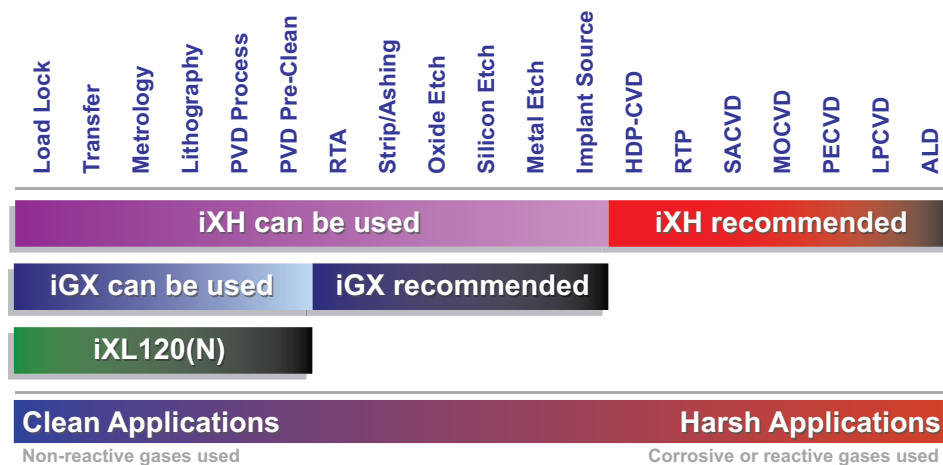 Load Lock
Transfer
Metrology
Lithography
PVD Process
PVD Pre-Clean
RTA
Strip/Ashing
Oxide Etch
Silicon Etch
Metal Etch
Implant Source
HDP-CVD
RTP
SACVD
MOCVD
PECVD
LPCVD
ALD
iXH can be used
iXH recommended
iGX can be used
iGX recommended
iXL120(N)
Clean Applications
Harsh Applications
Non-reactive gases used
Corrosive or reactive gases used